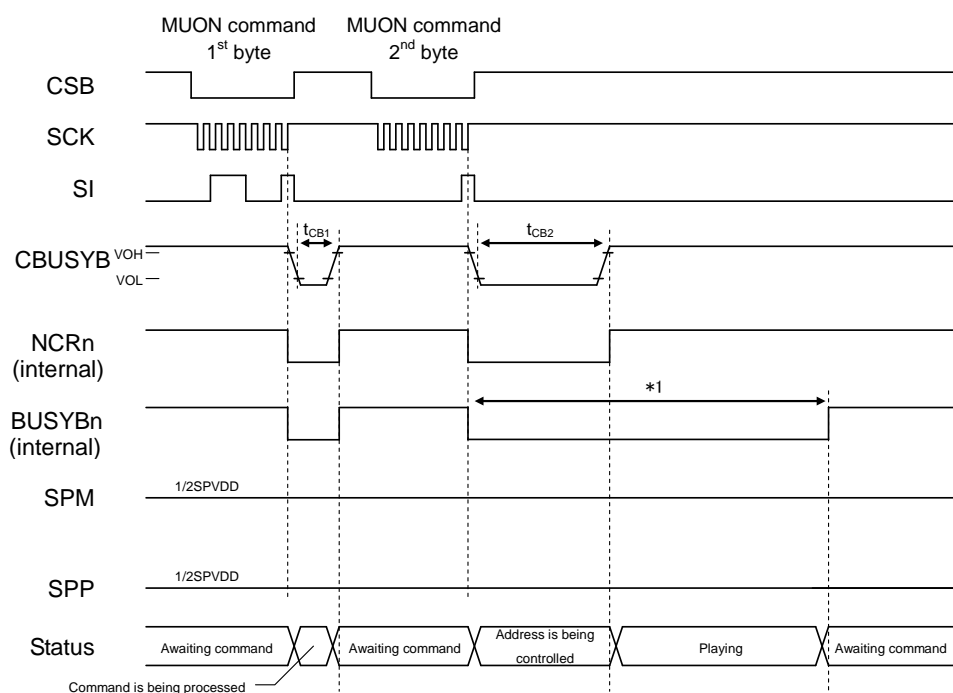 MUON command
1st byte
MUON command
2nd byte
CSB
SCK
SI
tCB1
tCB2
CBUSYB
VOH
VOL
NCRn
(internal)
*1
BUSYBn
(internal)
1/2SPVDD
SPM
1/2SPVDD
SPP
Status
Awaiting command
Awaiting command
Address is being
controlled
Playing
Awaiting command
Command is being processed